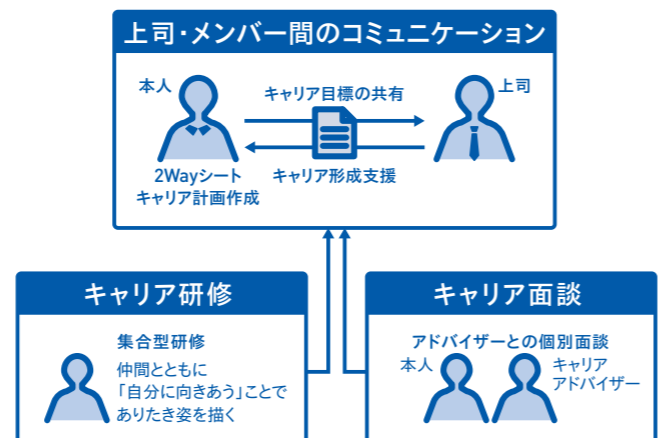 上司・メンバー間のコミュニケーション
本人
キャリア目標の共有
上司
2Wayシート
キャリア計画作成
キャリア形成支援
キャリア研修
集合型研修
仲間とともに
「自分に向きあう」ことで
ありたき姿を描く
キャリア面談
アドバイザーとの個別面談
本人
キャリア
アドバイザー